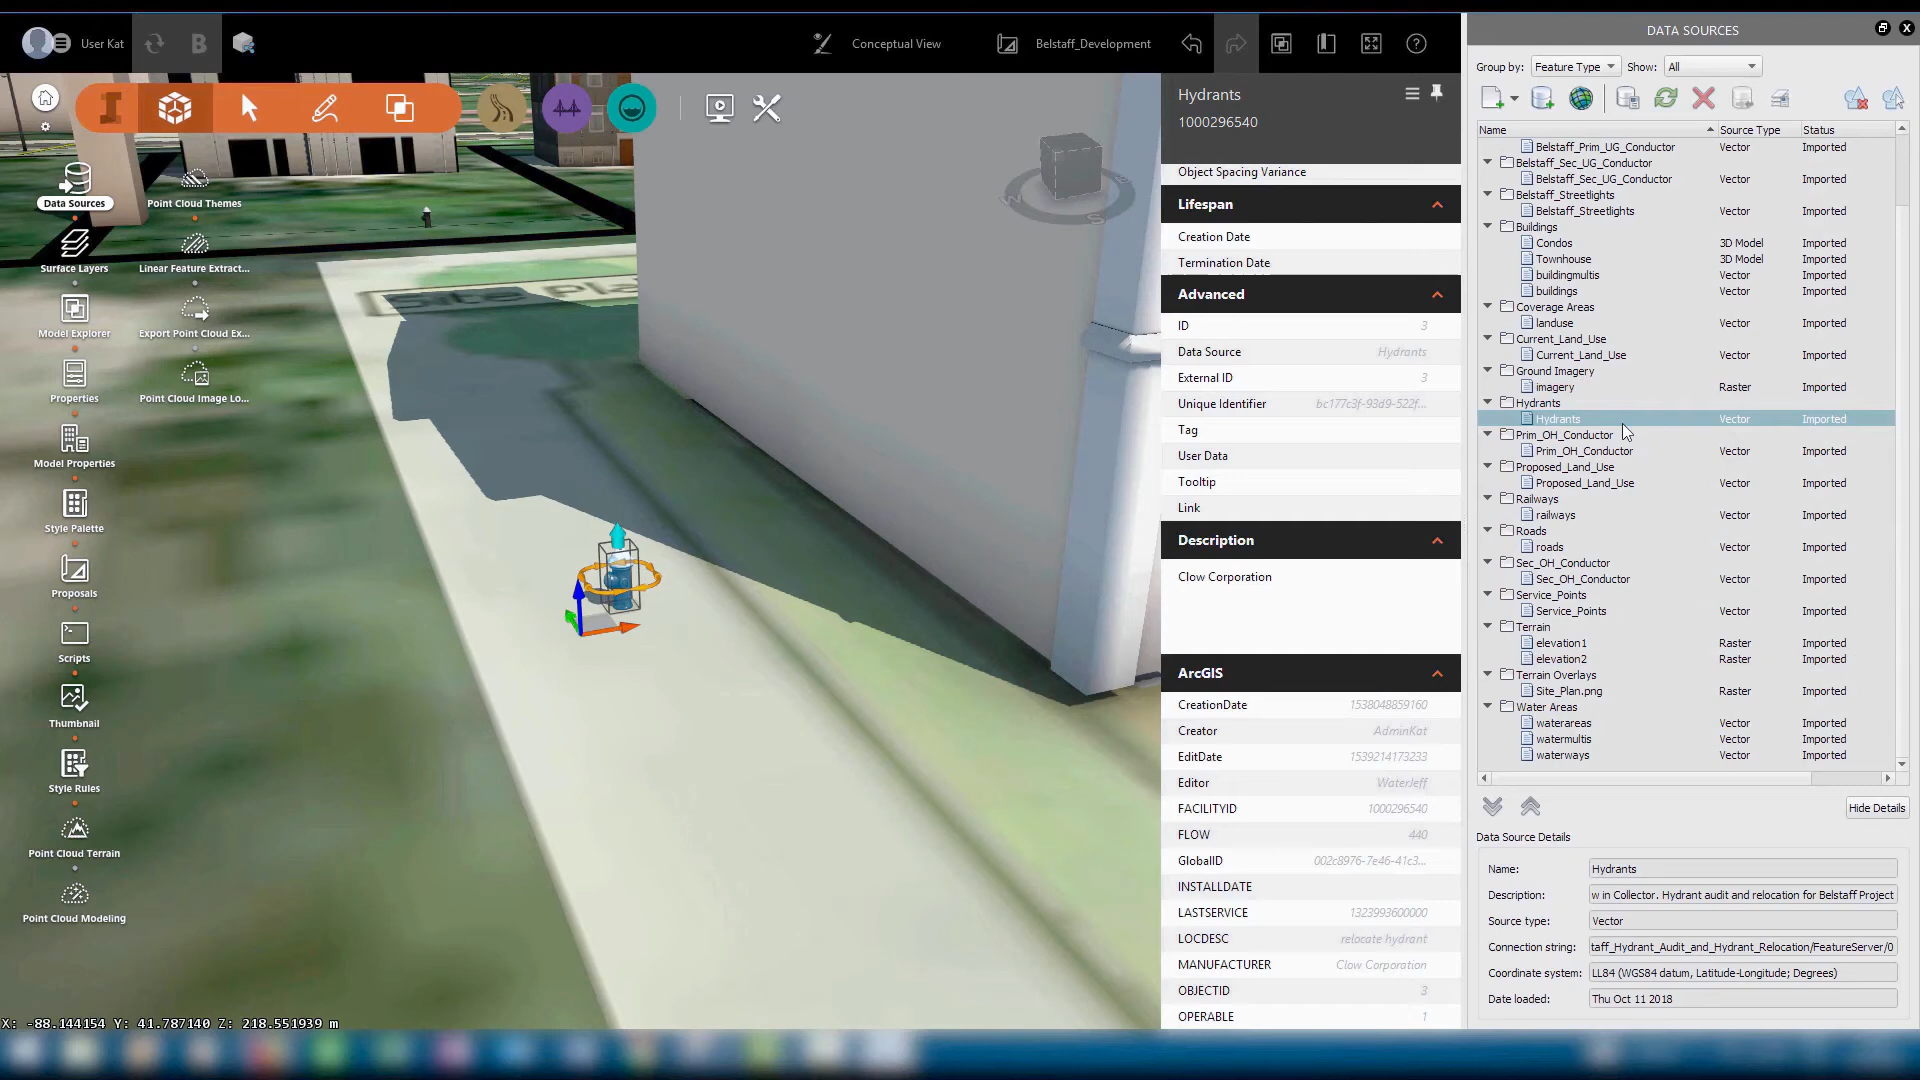 User Kat
B
Conceptual View
Belstaff_Development
DATA SOURCES
Group by: Feature Type Show: All
Name Source Type Status
Belstaff_Prim_UG_Conductor Vector Imported
Belstaff_Sec_UG_Conductor
Belstaff_Sec_UG_Conductor Vector Imported
Belstaff_Streetlights
Belstaff_Streetlights Vector Imported
Buildings
Condos 3D Model Imported
Townhouse 3D Model Imported
buildingmultis Vector Imported
buildings Vector Imported
Coverage Areas
landuse Vector Imported
Current_Land_Use
Current_Land_Use Vector Imported
Ground Imagery
imagery Raster Imported
Hydrants
Hydrants Vector Imported
Prim_OH_Conductor
Prim_OH_Conductor Vector Imported
Proposed_Land_Use
Proposed_Land_Use Vector Imported
Railways
railways Vector Imported
Roads
roads Vector Imported
Sec_OH_Conductor
Sec_OH_Conductor Vector Imported
Service_Points
Service_Points Vector Imported
Terrain
elevation1 Raster Imported
elevation2 Raster Imported
Terrain Overlays
Site_Plan.png Raster Imported
Water Areas
waterareas Vector Imported
watermultis Vector Imported
waterways Vector Imported
Hide Details
Data Source Details
Name: Hydrants
Description: w in Collector. Hydrant audit and relocation for Belstaff Project
Source type: Vector
Connection string: taff_Hydrant_Audit_and_Hydrant_Relocation/FeatureServer/0
Coordinate system: LL84 (WGS84 datum, Latitude-Longitude; Degrees)
Date loaded: Thu Oct 11 2018
Hydrants
1000296540
Object Spacing Variance
Lifespan
Creation Date
Termination Date
Advanced
ID 3
Data Source Hydrants
External ID 3
Unique Identifier bc177c3f-93d9-522f...
Tag
User Data
Tooltip
Link
Description
Clow Corporation
ArcGIS
CreationDate 1538048859160
Creator AdminKat
EditDate 1539214173233
Editor WaterJeff
FACILITYID 1000296540
FLOW 440
GlobalID 002c8976-7e46-41c3...
INSTALLDATE
LASTSERVICE 1323993600000
LOCDESC relocate hydrant
MANUFACTURER Clow Corporation
OBJECTID 3
OPERABLE 1
Data Sources
Surface Layers
Model Explorer
Properties
Model Properties
Style Palette
Proposals
Scripts
Thumbnail
Style Rules
Point Cloud Terrain
Point Cloud Modeling
Point Cloud Themes
Linear Feature Extract...
Export Point Cloud Ex...
Point Cloud Image Lo...
W
S
X: -88.144154 Y: 41.787140 Z: 218.551939 m